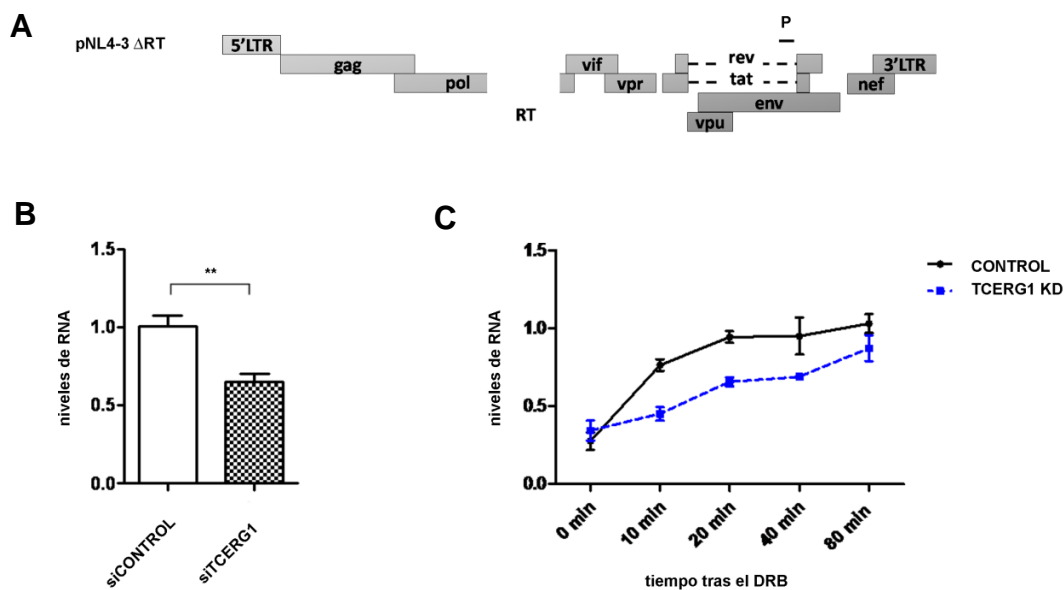 A
pNL4-3 ΔRT
P
5'LTR
gag
pol
RT
vif
vpr
rev
tat
vpu
env
nef
3'LTR
B
niveles de RNA
1.5
1.0
0.5
0.0
**
siCONTROL
siTCERG1
C
niveles de RNA
1.5
1.0
0.5
0.0
0 min
10 min
20 min
40 min
80 min
tiempo tras el DRB
CONTROL
TCERG1 KD